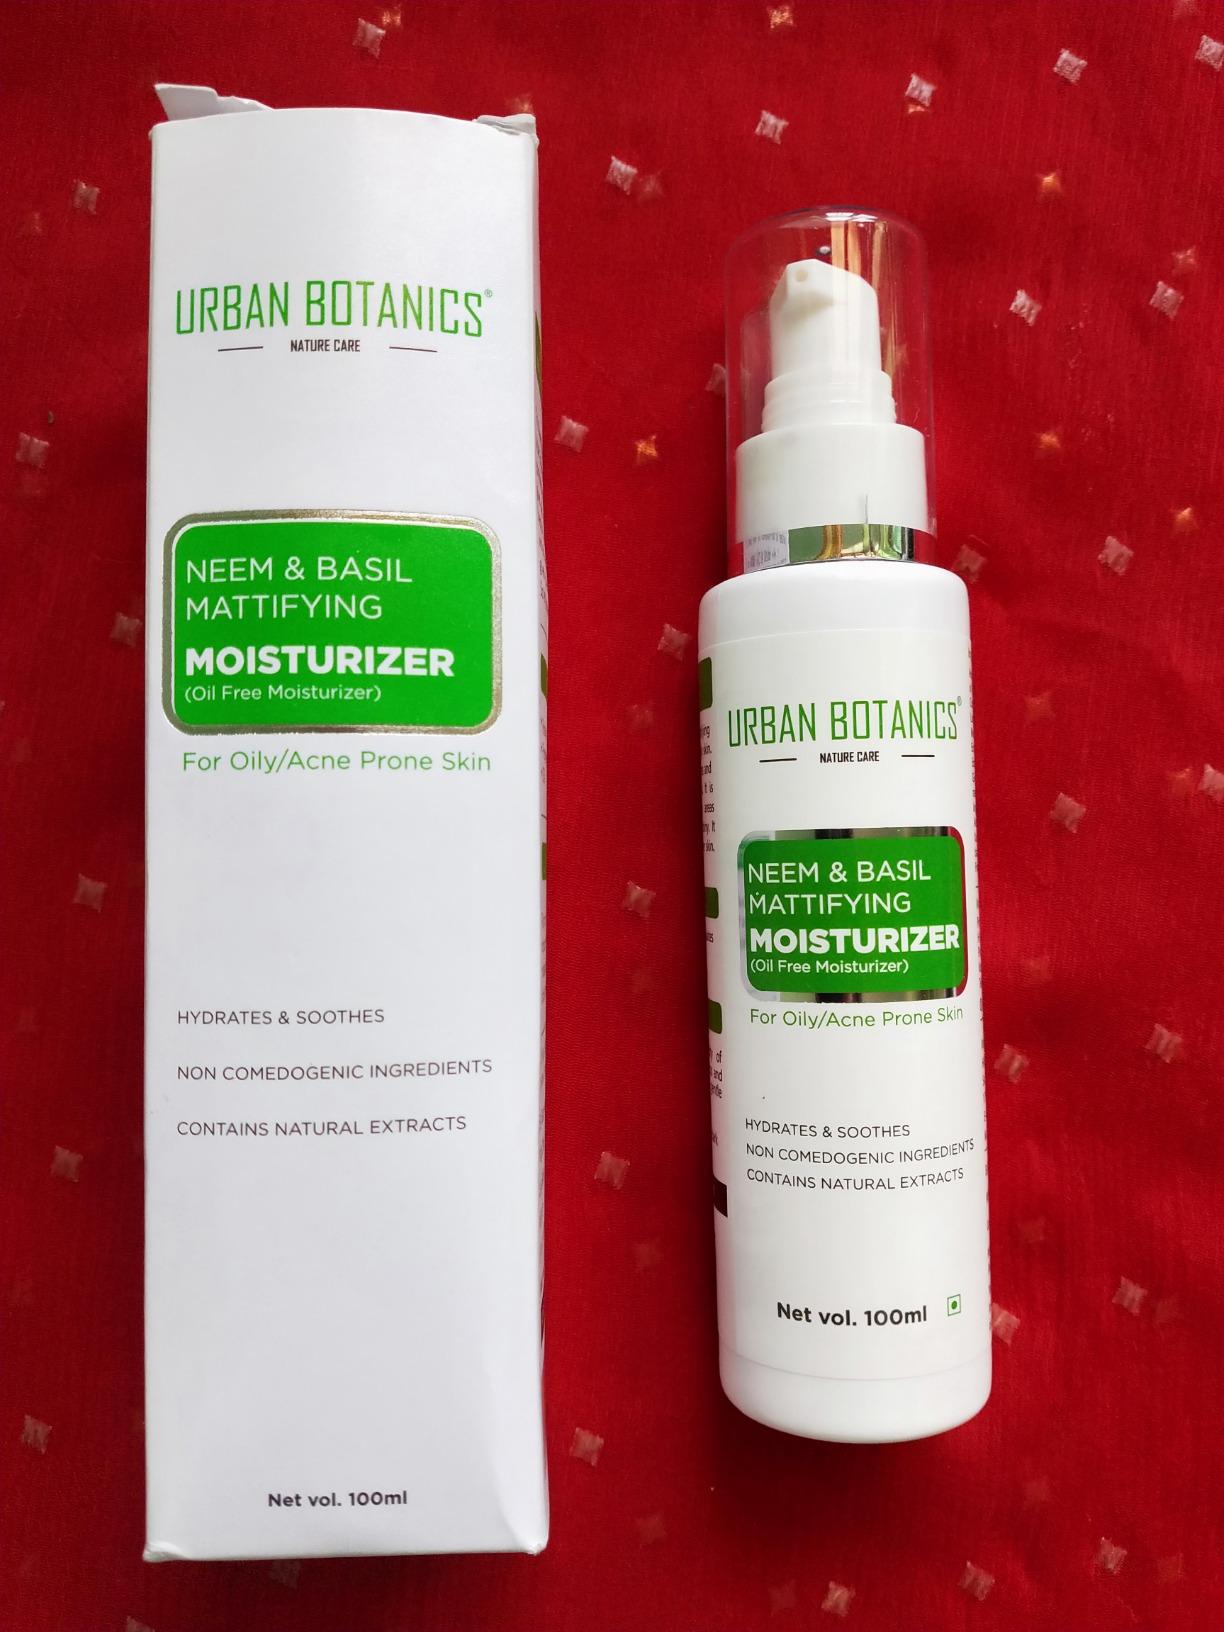 URBAN BOTANICS®
NATURE CARE
NEEM & BASIL
MATTIFYING
MOISTURIZER
(Oil Free Moisturizer)
For Oily/Acne Prone Skin
HYDRATES & SOOTHES
NON COMEDOGENIC INGREDIENTS
CONTAINS NATURAL EXTRACTS
Net vol. 100ml
URBAN BOTANICS®
NATURE CARE
NEEM & BASIL
MATTIFYING
MOISTURIZER
(Oil Free Moisturizer)
For Oily/Acne Prone Skin
HYDRATES & SOOTHES
NON COMEDOGENIC INGREDIENTS
CONTAINS NATURAL EXTRACTS
Net vol. 100ml